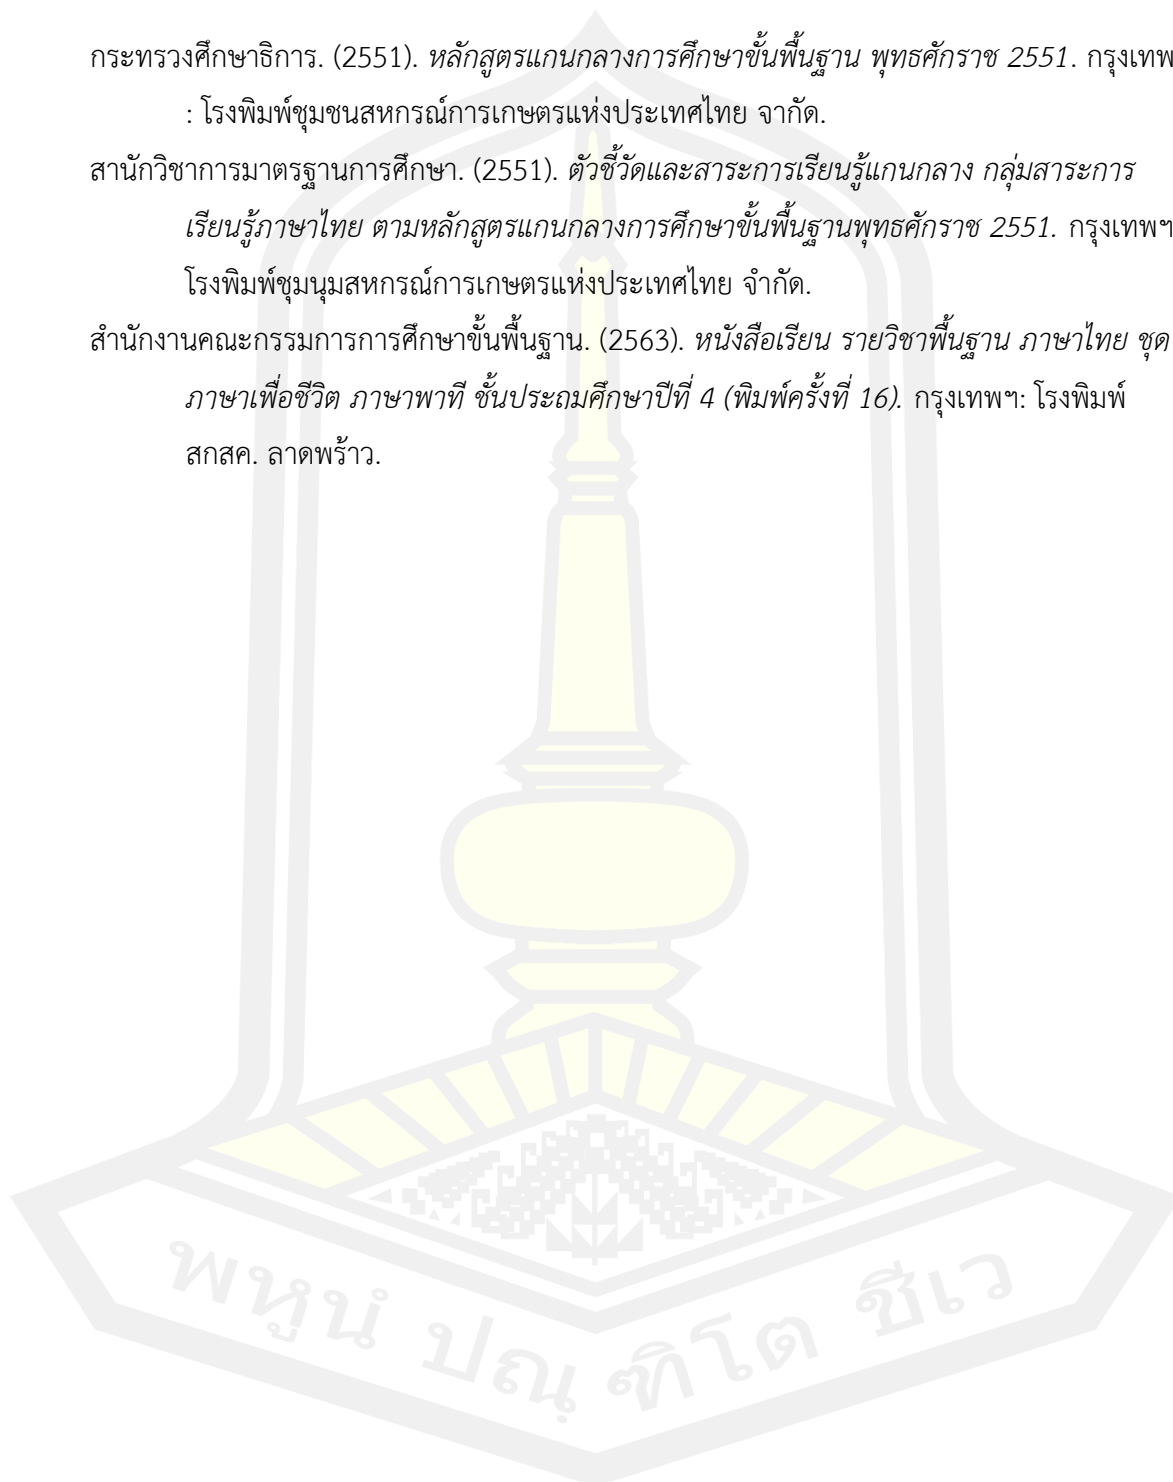 กระทรวงศึกษาธิการ. (2551). หลักสูตรแกนกลางการศึกษาขั้นพื้นฐาน พุทธศักราช 2551. กรุงเทพ
: โรงพิมพ์ชุมชนสหกรณ์การเกษตรแห่งประเทศไทย จากัด.
สานักวิชาการมาตรฐานการศึกษา. (2551). ตัวชี้วัดและสาระการเรียนรู้แกนกลาง กลุ่มสาระการ
เรียนรู้ภาษาไทย ตามหลักสูตรแกนกลางการศึกษาขั้นพื้นฐานพุทธศักราช 2551. กรุงเทพฯ
โรงพิมพ์ชุมนุมสหกรณ์การเกษตรแห่งประเทศไทย จำกัด.
สำนักงานคณะกรรมการการศึกษาขั้นพื้นฐาน. (2563). หนังสือเรียน รายวิชาพื้นฐาน ภาษาไทย ชุด
ภาษาเพื่อชีวิต ภาษาพาที ชั้นประถมศึกษาปีที่ 4 (พิมพ์ครั้งที่ 16). กรุงเทพฯ: โรงพิมพ์
สกสค. ลาดพร้าว.
พหูนํ ปณฺฑิโต ชีเว